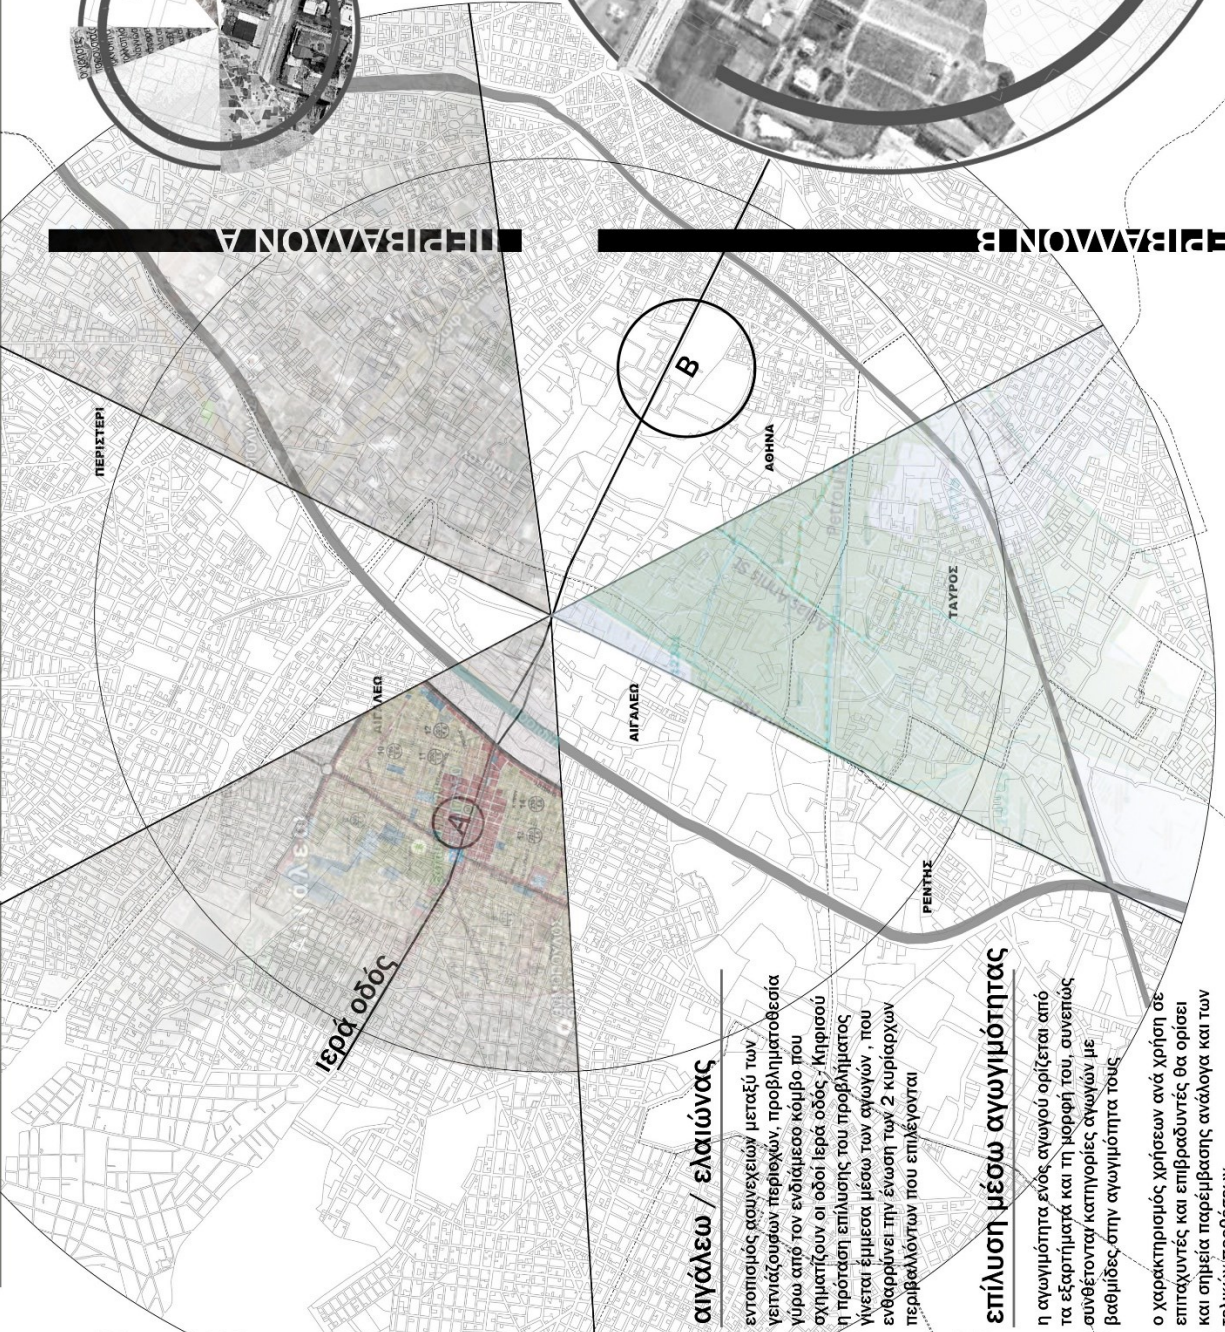 ΠΕΡΙΒΑΛΛΟΝ Α
ΕΡΙΒΑΛΛΟΝ Β
ΠΕΡΙΣΤΕΡΙ
Β
ΑΘΗΝΑ
ΤΑΥΡΟΣ
ΑΙΓΑΛΕΩ
ΑΙΓΑΛΕΩ
Α
ΡΕΝΤΗΣ
ιερά οδός
αιγάλεω / ελαιώνας
εντοπισμός ασυνεχειών μεταξύ των
γειτνιάζουσων περιοχών, προβληματοθεσία
γύρω από τον ενδιάμεσο κόμβο που
σχηματίζουν οι οδοί Ιερά οδός - Κηφισού
η πρόταση επίλυσης του προβλήματος
γίνεται έμμεσα μέσω των αγωγών , που
ενθαρρύνει την ένωση των 2 κυρίαρχων
περιβαλλόντων που επιλέγονται
επίλυση μέσω αγωγιμότητας
η αγωγιμότητα ενός αγωγού ορίζεται από
τα εξαρτήματα και τη μορφή του, συνεπώς
συνθέτονται κατηγορίες αγωγών με
βαθμίδες στην αγωγιμότητα τους
ο χαρακτηρισμός χρήσεων ανά χρήση σε
επιταχυντές και επιβραδυντές θα ορίσει
και σημεία παρέμβασης ανάλογα και των